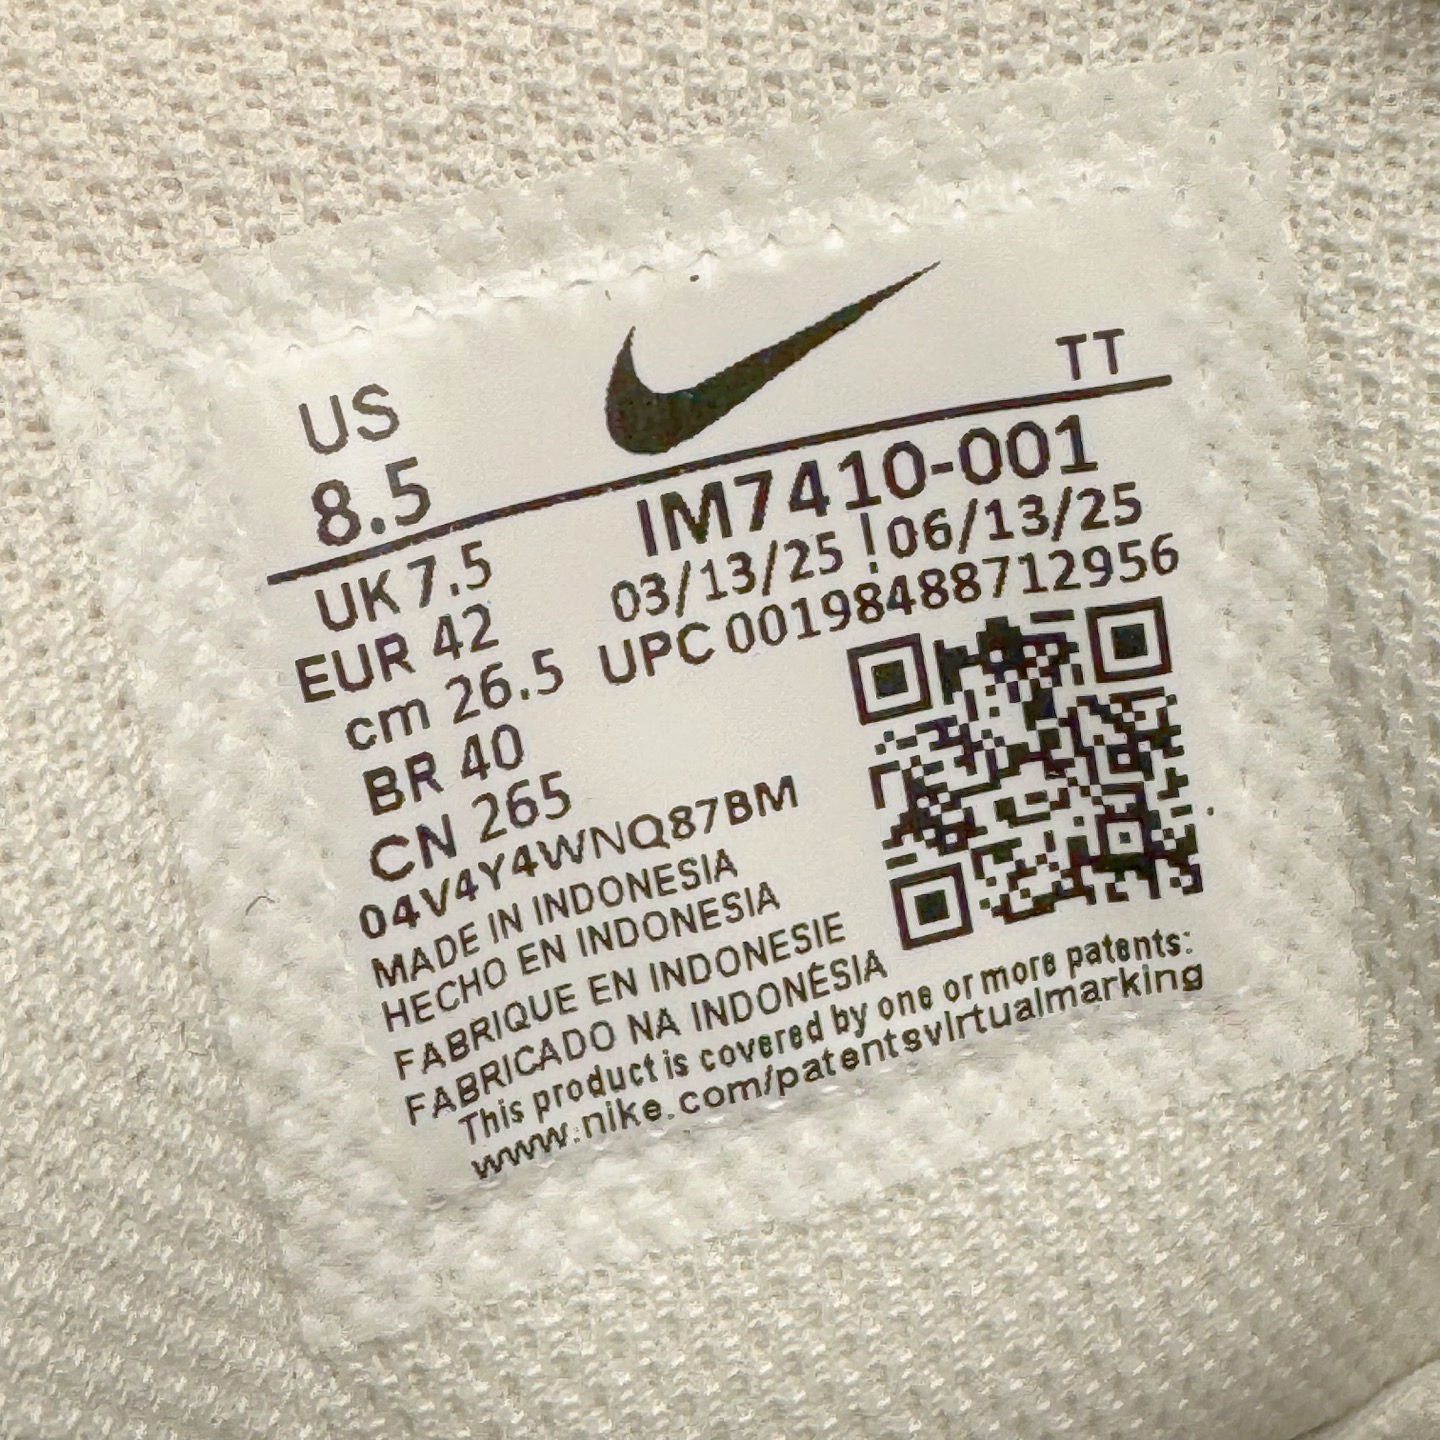 US
8.5
TT
UK 7.5
EUR 42
cm 26.5
BR 40
CN 265
IM7410-001
03/13/25 ! 06/13/25
UPC 00198488712956
04V4Y4WNQ87BM
MADE IN INDONESIA
HECHO EN INDONESIA
FABRIQUE EN INDONESIE
FABRICADO NA INDONÉSIA
This product is covered by one or more patents:
www.nike.com/patentsvirtualmarking